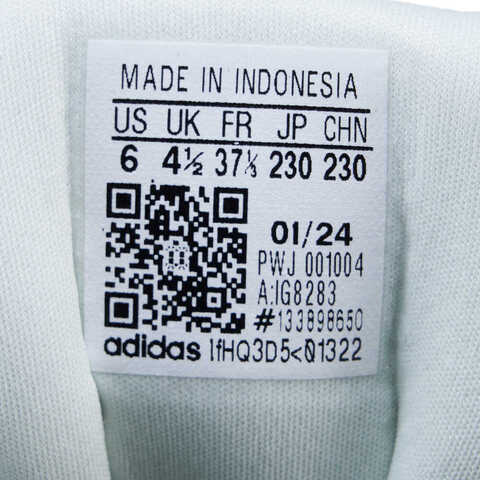 MADE IN INDONESIA
US UK FR JP CHN
6 4½ 37⅓ 230 230
01/24
PWJ 001004
A:IG8283
#133898650
adidas 1fHQ3D5<01322